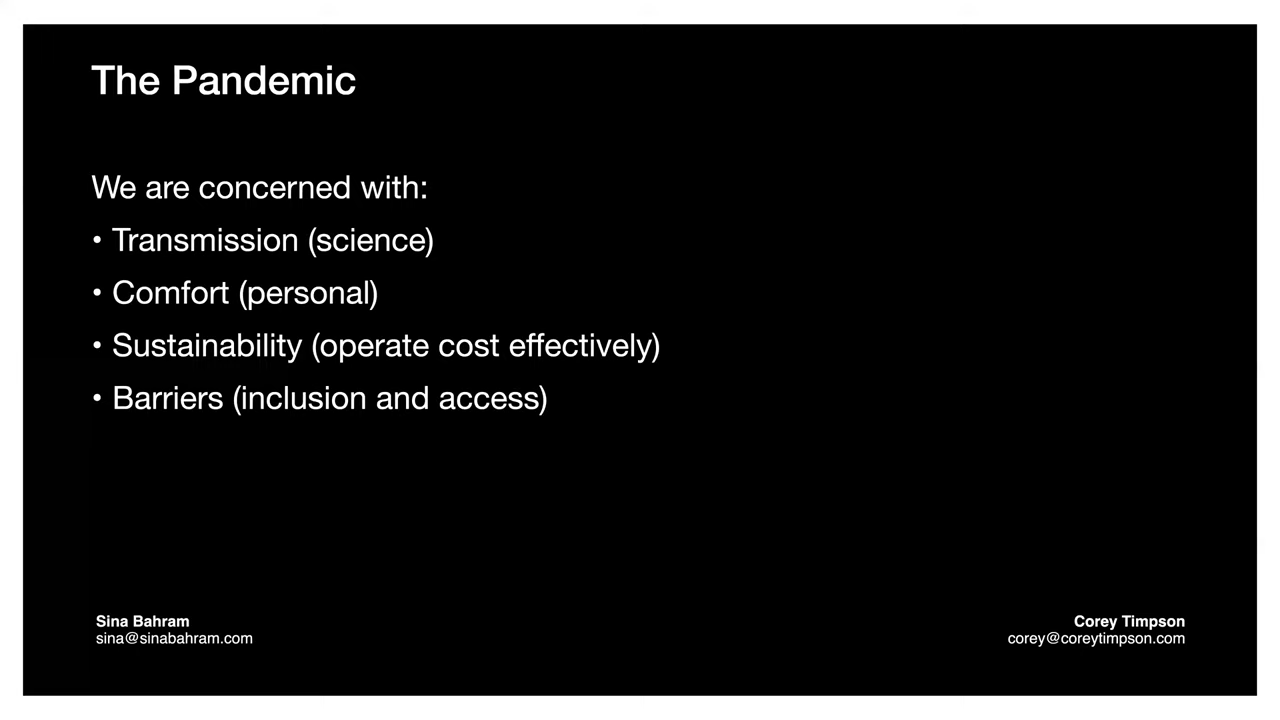 The Pandemic
We are concerned with:
• Transmission (science)
• Comfort (personal)
• Sustainability (operate cost effectively)
• Barriers (inclusion and access)
Sina Bahram
sina@sinabahram.com
Corey Timpson
corey@coreytimpson.com